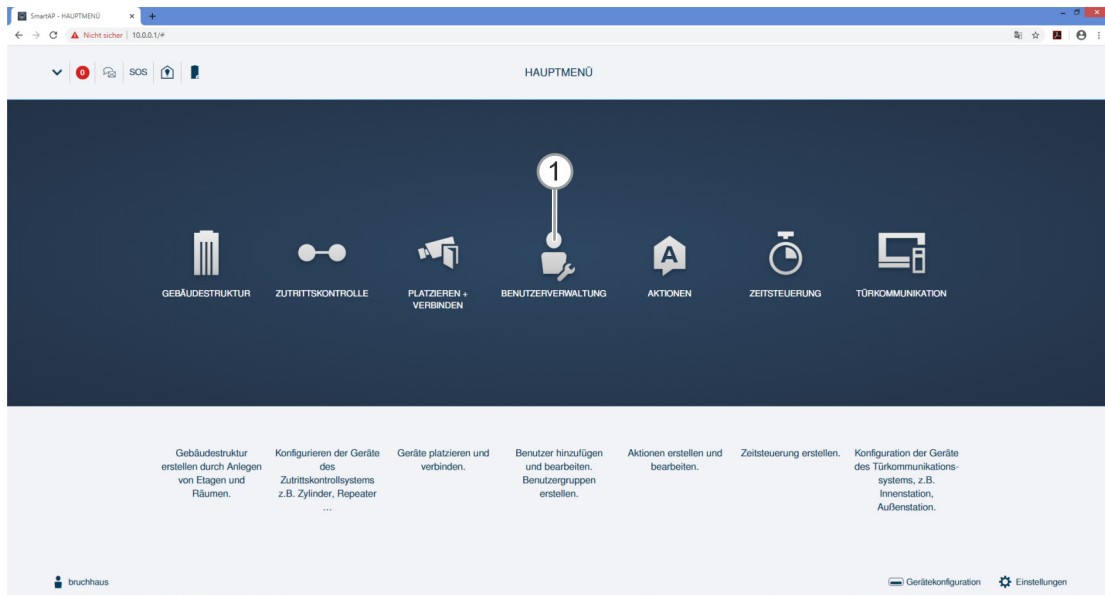 SmartAP - HAUPTMENÜ
Nicht sicher | 10.0.0.1/#
0
SOS
HAUPTMENÜ
1
A
GEBÄUDESTRUKTUR
ZUTRITTSKONTROLLE
PLATZIEREN +
VERBINDEN
BENUTZERVERWALTUNG
AKTIONEN
ZEITSTEUERUNG
TÜRKOMMUNIKATION
Gebäudestruktur
erstellen durch Anlegen
von Etagen und
Räumen.
Konfigurieren der Geräte
des
Zutrittskontrollsystems
z.B. Zylinder, Repeater
...
Geräte platzieren und
verbinden.
Benutzer hinzufügen
und bearbeiten.
Benutzergruppen
erstellen.
Aktionen erstellen und
bearbeiten.
Zeitsteuerung erstellen.
Konfiguration der Geräte
des Türkommunikations-
systems, z.B.
Innenstation,
Außenstation.
bruchhaus
Gerätekonfiguration
Einstellungen